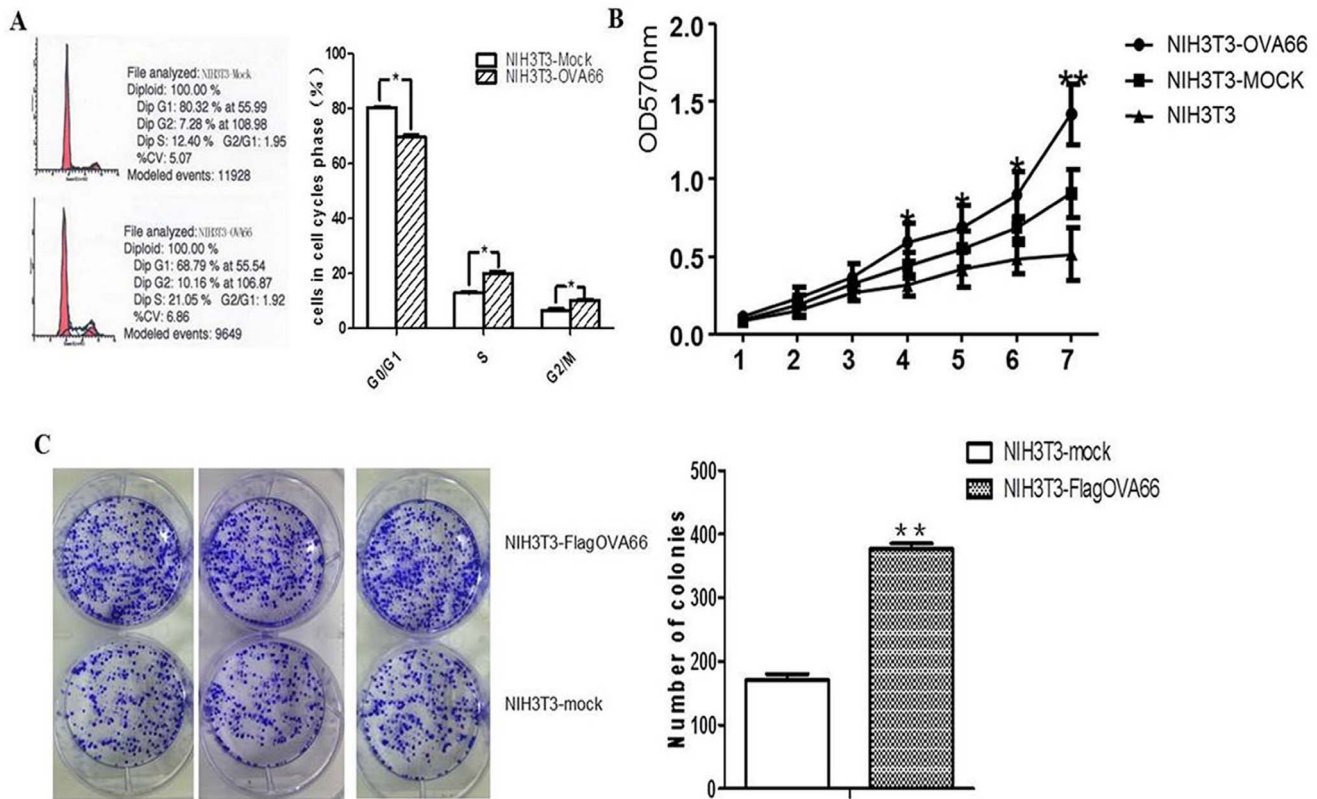 A
File analyzed: NIH3T3-Mock
Diploid: 100.00 %
Dip G1: 80.32 % at 55.99
Dip G2: 7.28 % at 108.98
Dip S: 12.40 % G2/G1: 1.95
%CV: 5.07
Modeled events: 11928
File analyzed: NIH3T3-OVA66
Diploid: 100.00 %
Dip G1: 68.79 % at 55.54
Dip G2: 10.16 % at 106.87
Dip S: 21.05 % G2/G1: 1.92
%CV: 6.86
Modeled events: 9649
cells in cell cycles phase (%)
100
80
60
40
20
0
NIH3T3-Mock
NIH3T3-OVA66
*
*
*
G0/G1
S
G2/M
B
OD570nm
2.0
1.5
1.0
0.5
0.0
*
*
*
**
1 2 3 4 5 6 7
NIH3T3-OVA66
NIH3T3-MOCK
NIH3T3
C
NIH3T3-FlagOVA66
NIH3T3-mock
Number of colonies
500
400
300
200
100
0
**
NIH3T3-mock
NIH3T3-FlagOVA66